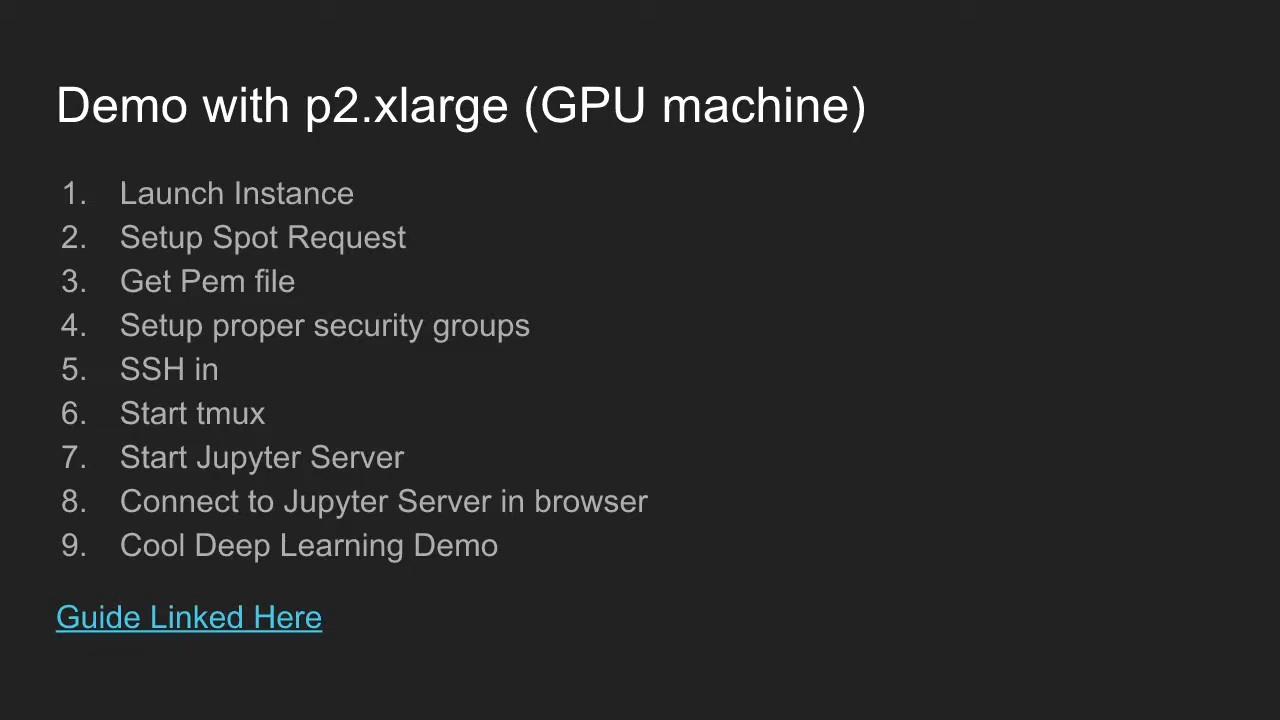 Demo with p2.xlarge (GPU machine)
1. Launch Instance
2. Setup Spot Request
3. Get Pem file
4. Setup proper security groups
5. SSH in
6. Start tmux
7. Start Jupyter Server
8. Connect to Jupyter Server in browser
9. Cool Deep Learning Demo
Guide Linked Here